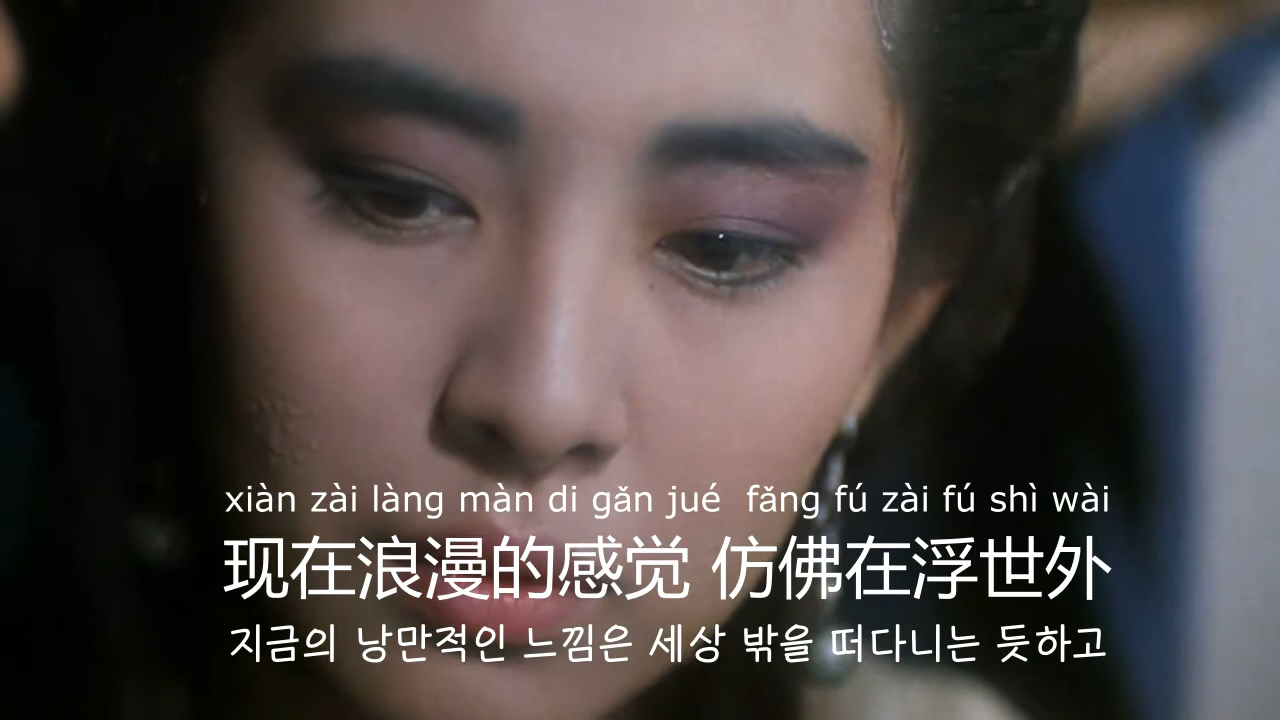 xiàn zài làng màn di gǎn jué  fǎng fú zài fú shì wài
现在浪漫的感觉 仿佛在浮世外
지금의 낭만적인 느낌은 세상 밖을 떠다니는 듯하고